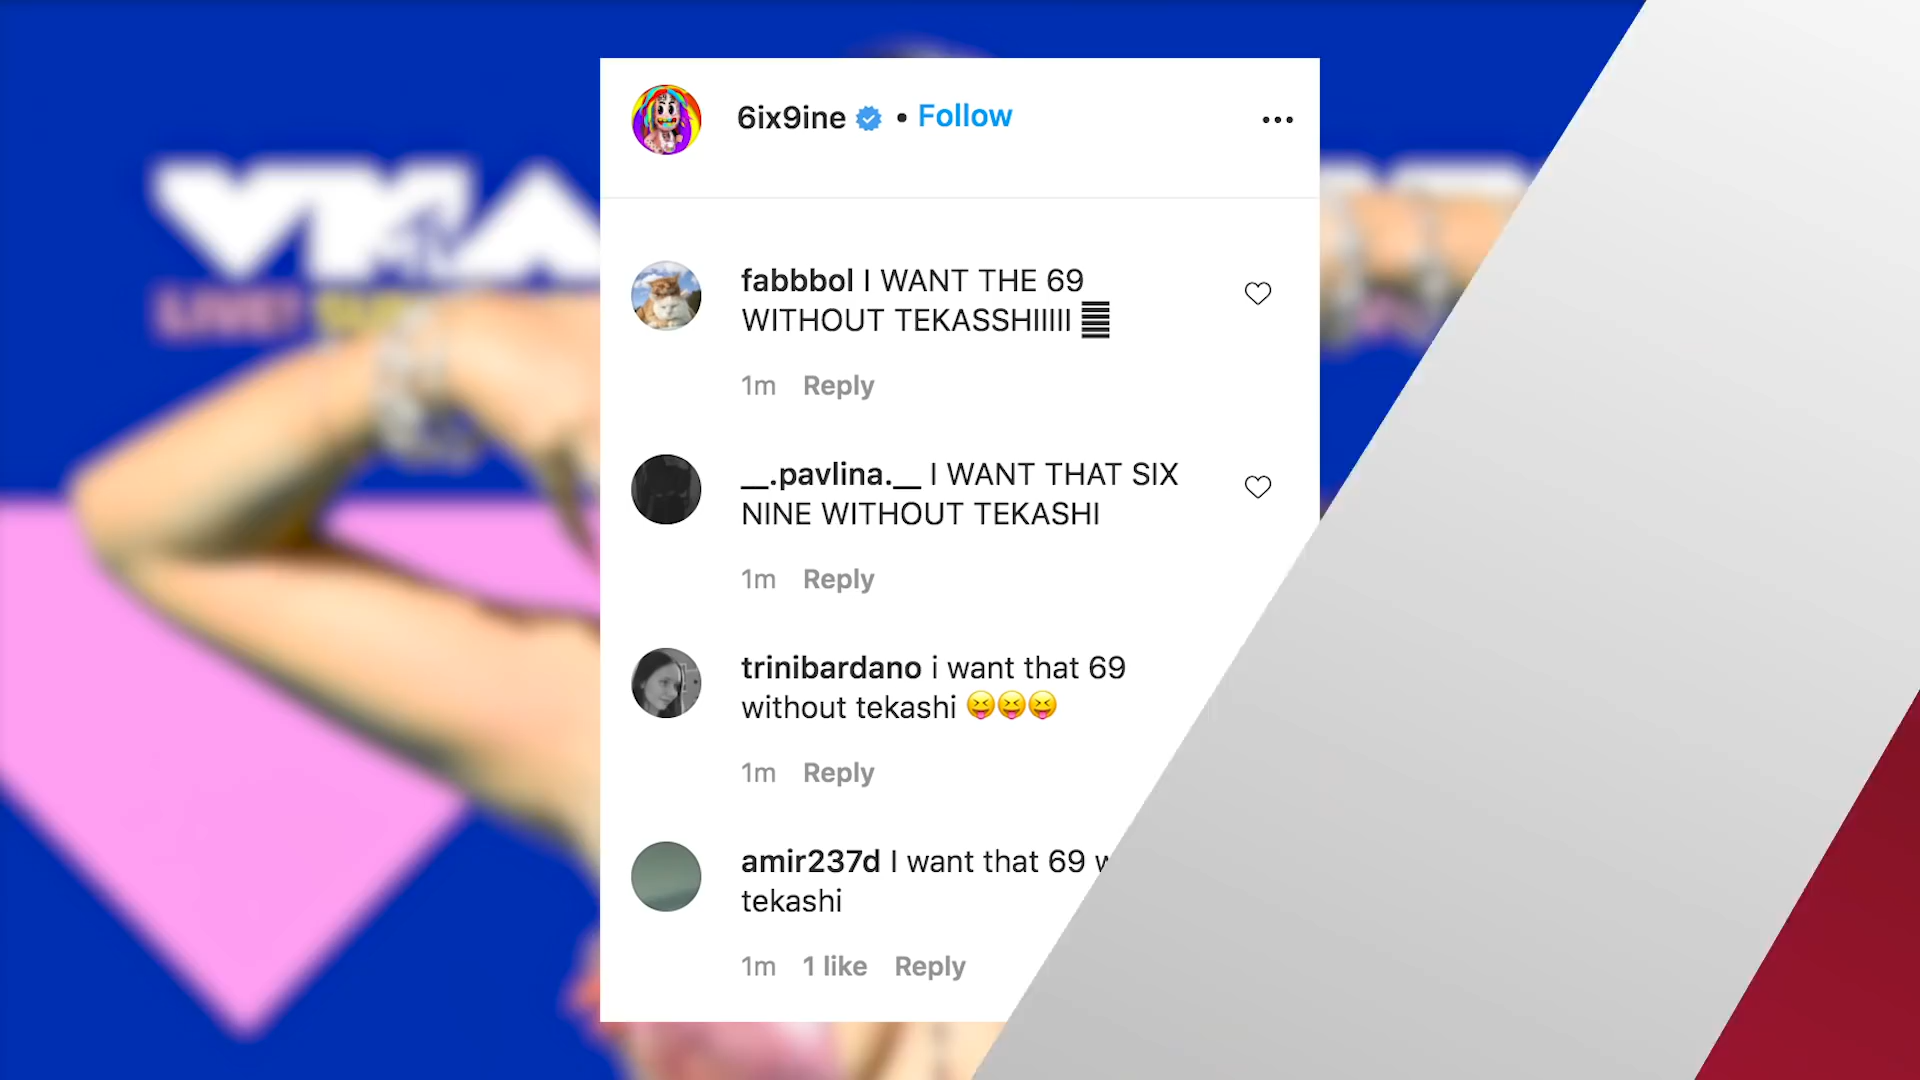 6ix9ine • Follow
fabbbol I WANT THE 69
WITHOUT TEKASSHIIIII
1m Reply
__.pavlina.__ I WANT THAT SIX
NINE WITHOUT TEKASHI
1m Reply
trinibardano i want that 69
without tekashi 😝😝😝
1m Reply
amir237d I want that 69
tekashi
1m 1 like Reply
VMA
LIVE!